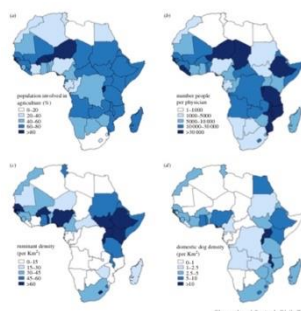 (a)
(b)
population involved in
agriculture (%)
0–20
20–40
40–60
60–80
>80
number people
per physician
1–1000
1000–5000
5000–10 000
10 000–30 000
>30 000
(c)
(d)
ruminant density
(per Km²)
0–15
15–30
30–45
45–60
>60
domestic dog density
(per Km²)
0–1
1–2.5
2.5–5
5–10
>10